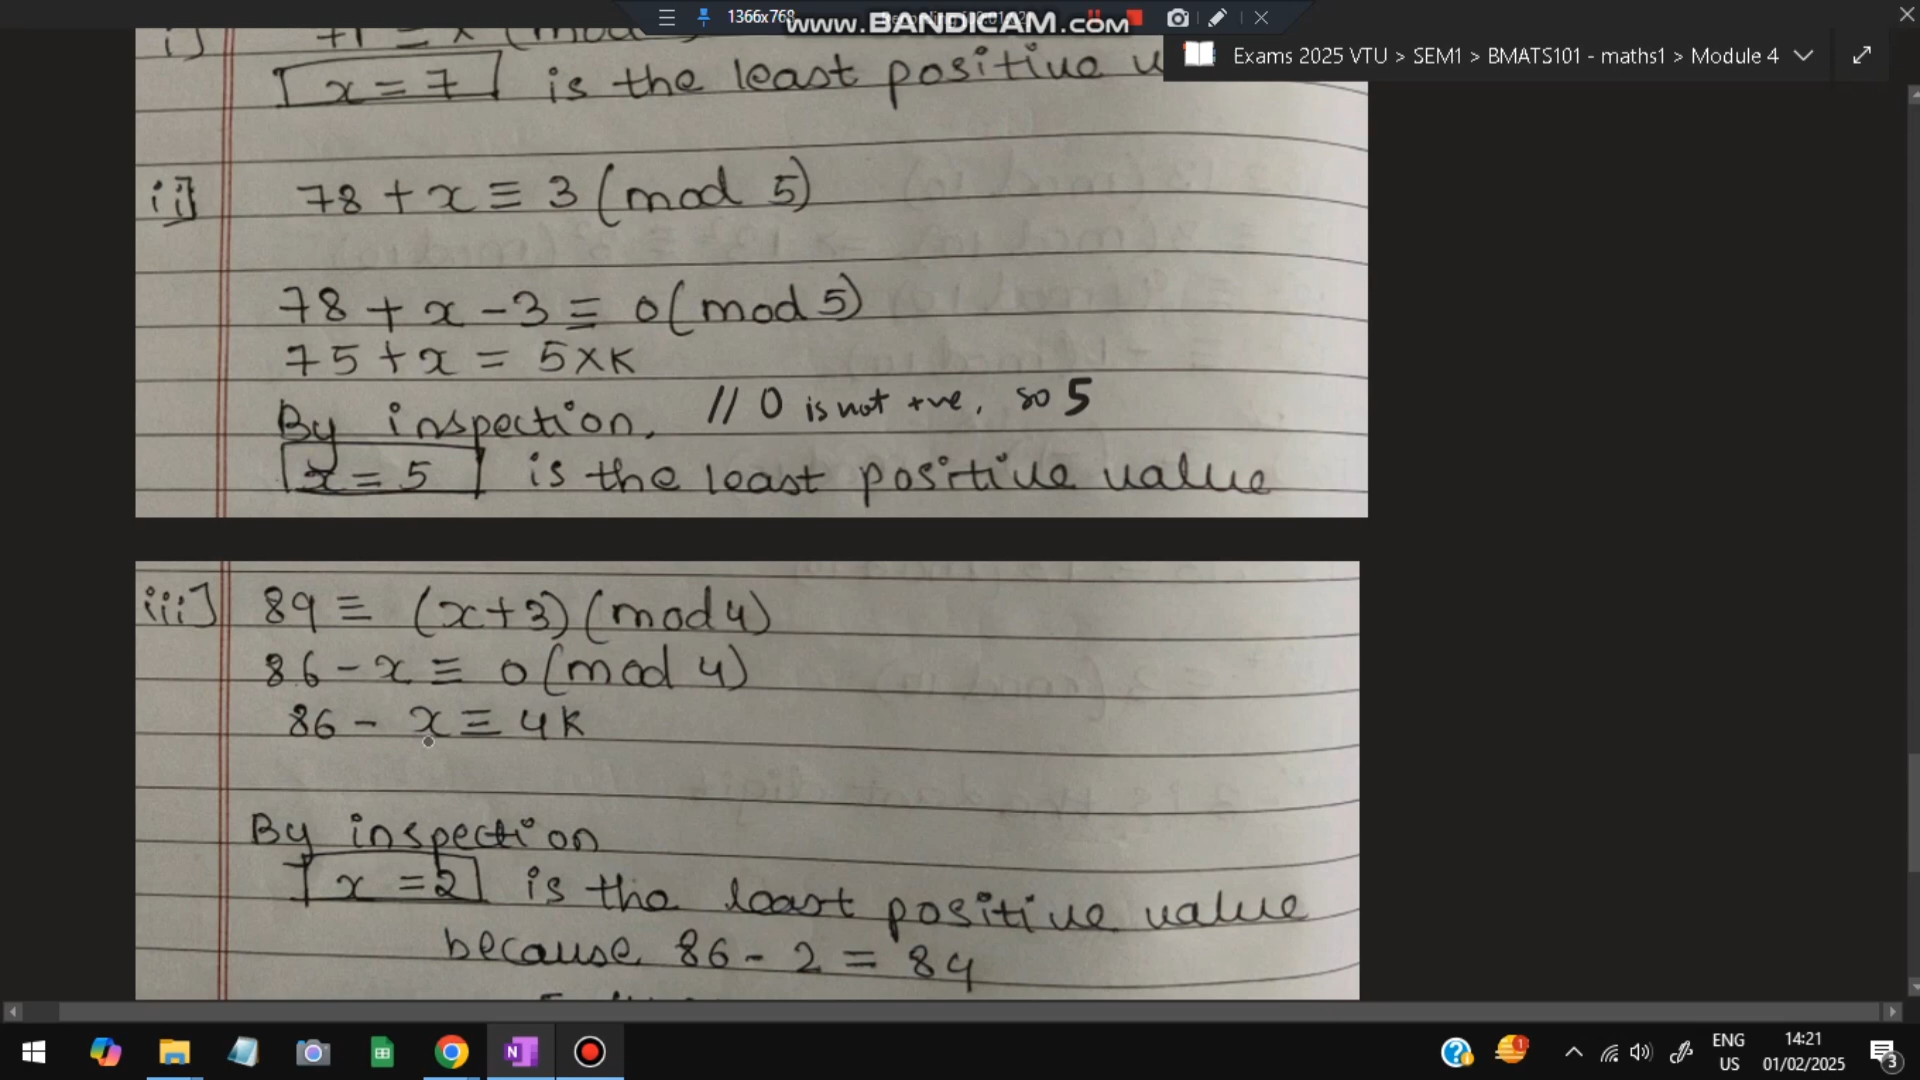 1366x768
www.BANDICAM.com
Exams 2025 VTU > SEM1 > BMATS101 - maths1 > Module 4
i]
x = 7 is the least positive
ii] 78 + x ≡ 3 (mod 5)
78 + x - 3 ≡ 0 (mod 5)
75 + x = 5×K
By inspection, // 0 is not +ve, so 5
x = 5 is the least positive value
iii] 89 ≡ (x+3) (mod 4)
86 - x ≡ 0 (mod 4)
86 - x ≡ 4K
By inspection
x = 2 is the least positive value
because 86 - 2 = 84
N
ENG
US
14:21
01/02/2025
1
3